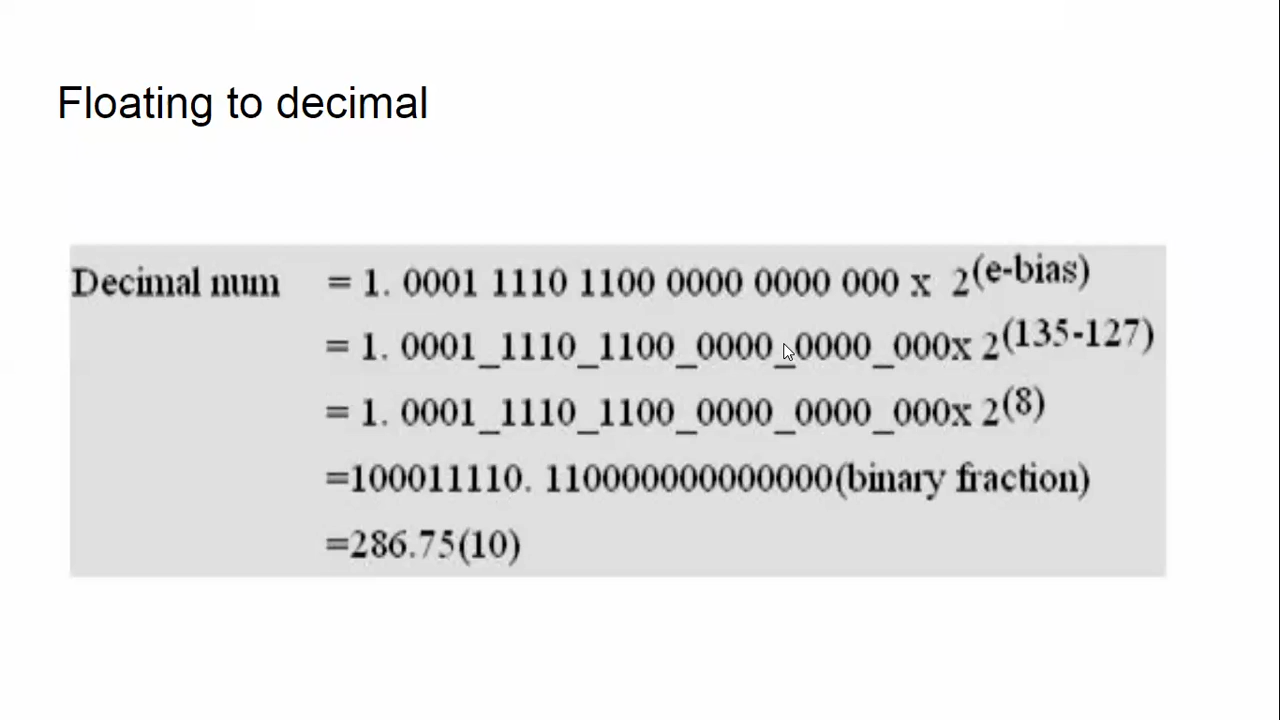 Floating to decimal
Decimal num = 1. 0001 1110 1100 0000 0000 000 x 2(e-bias)
= 1. 0001_1110_1100_0000_0000_000x 2(135-127)
= 1. 0001_1110_1100_0000_0000_000x 2(8)
=100011110. 110000000000000(binary fraction)
=286.75(10)